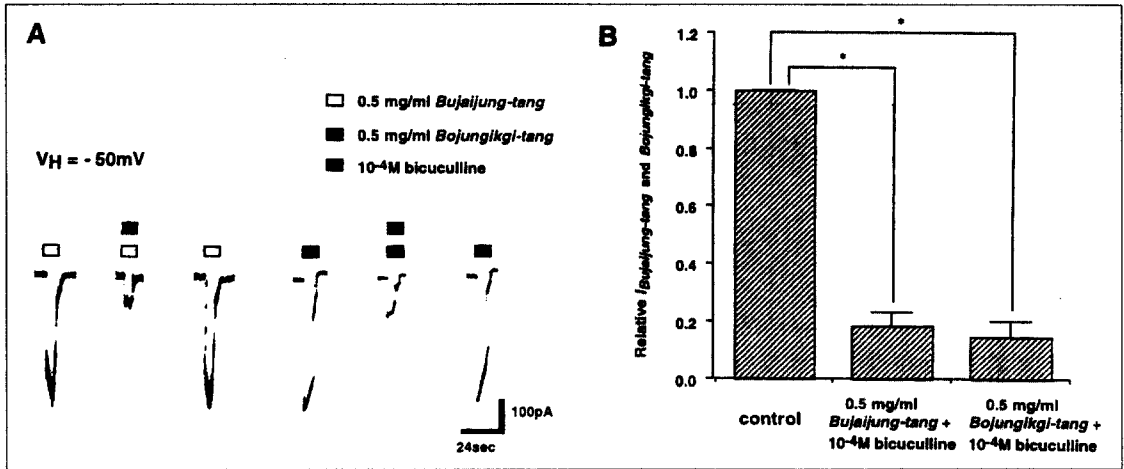 A
0.5 mg/ml Bujaijung-tang
0.5 mg/ml Bojungikgi-tang
10-4M bicuculline
VH = - 50mV
100pA
24sec
B
Relative IBujaijung-tang and Bojungikgi-tang
1.2
1.0
0.8
0.6
0.4
0.2
0.0
*
*
control
0.5 mg/ml
Bujaijung-tang +
10-4M bicuculline
0.5 mg/ml
Bojungikgi-tang +
10-4M bicuculline